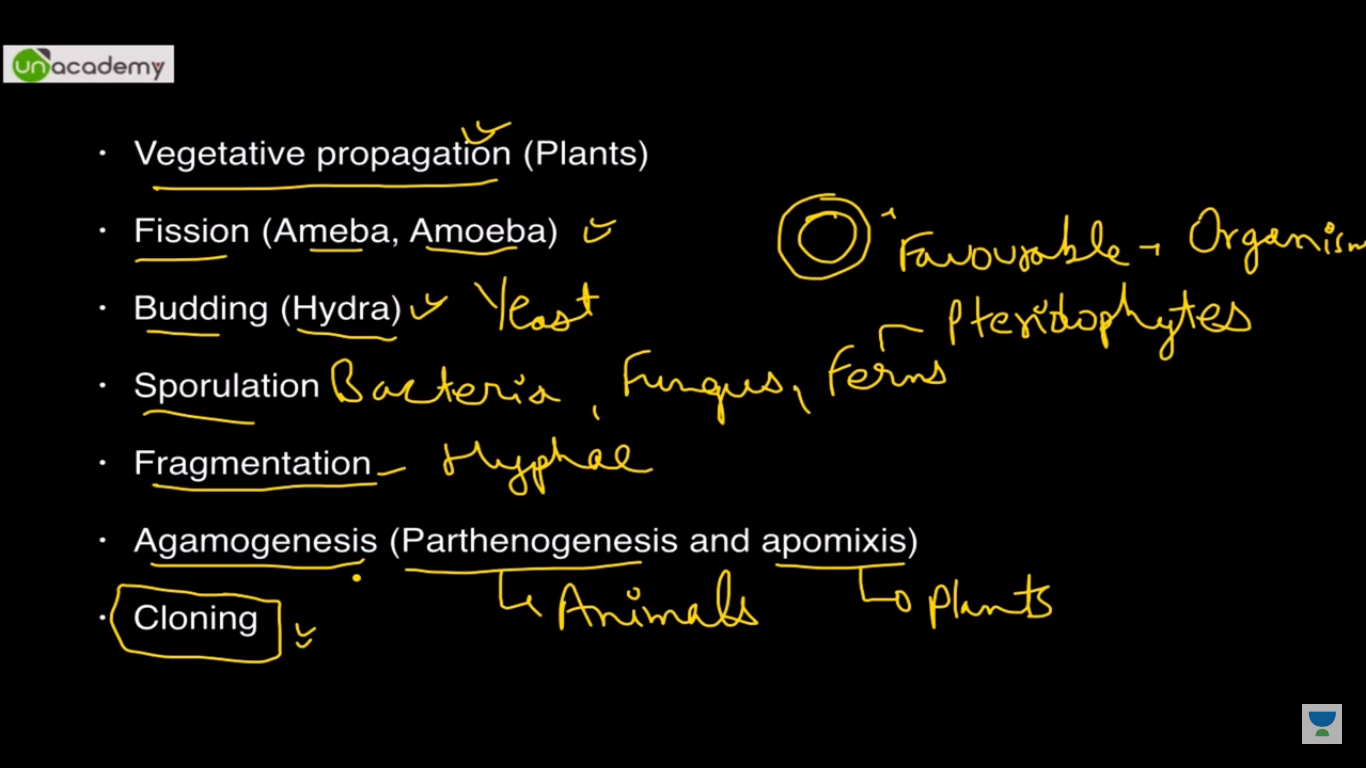 unacademy
• Vegetative propagation (Plants)
• Fission (Ameba, Amoeba)
Favourable → Organism
• Budding (Hydra) Yeast
Pteridophytes
• Sporulation Bacteria, Fungus, Ferns
• Fragmentation – Hyphae
• Agamogenesis (Parthenogenesis and apomixis)
Animals
Plants
• Cloning